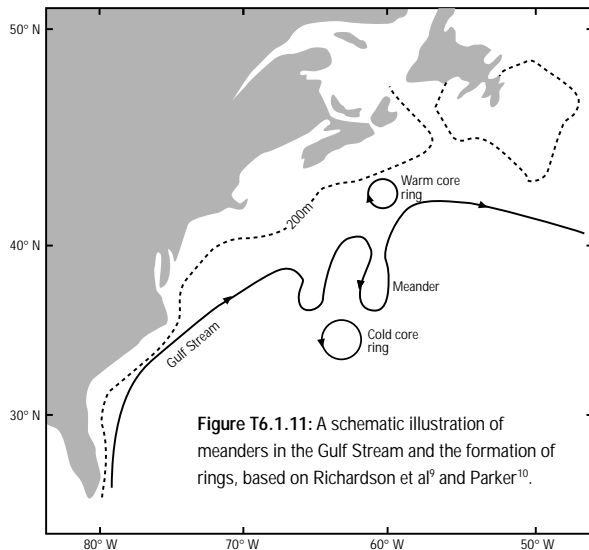 50° N
Warm core
ring
200m
40° N
Meander
Gulf Stream
Cold core
ring
30° N
Figure T6.1.11: A schematic illustration of
meanders in the Gulf Stream and the formation of
rings, based on Richardson et al⁹ and Parker¹⁰.
80° W 70° W 60° W 50° W